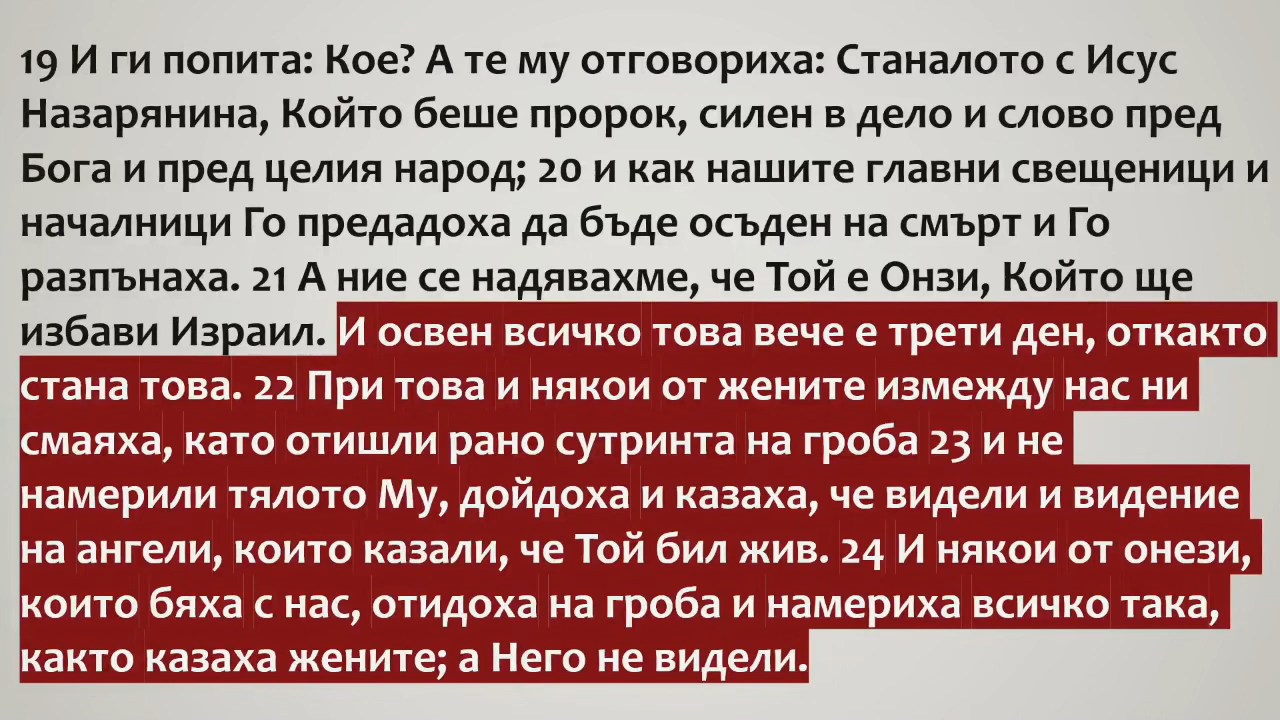 19 И ги попита: Кое? А те му отговориха: Станалото с Исус
Назарянина, Който беше пророк, силен в дело и слово пред
Бога и пред целия народ; 20 и как нашите главни свещеници и
началници Го предадоха да бъде осъден на смърт и Го
разпънаха. 21 А ние се надявахме, че Той е Онзи, Който ще
избави Израил. И освен всичко това вече е трети ден, откакто
стана това. 22 При това и някои от жените измежду нас ни
смаяха, като отишли рано сутринта на гроба 23 и не
намерили тялото Му, дойдоха и казаха, че видели и видение
на ангели, които казали, че Той бил жив. 24 И някои от онези,
които бяха с нас, отидоха на гроба и намериха всичко така,
както казаха жените; а Него не видели.